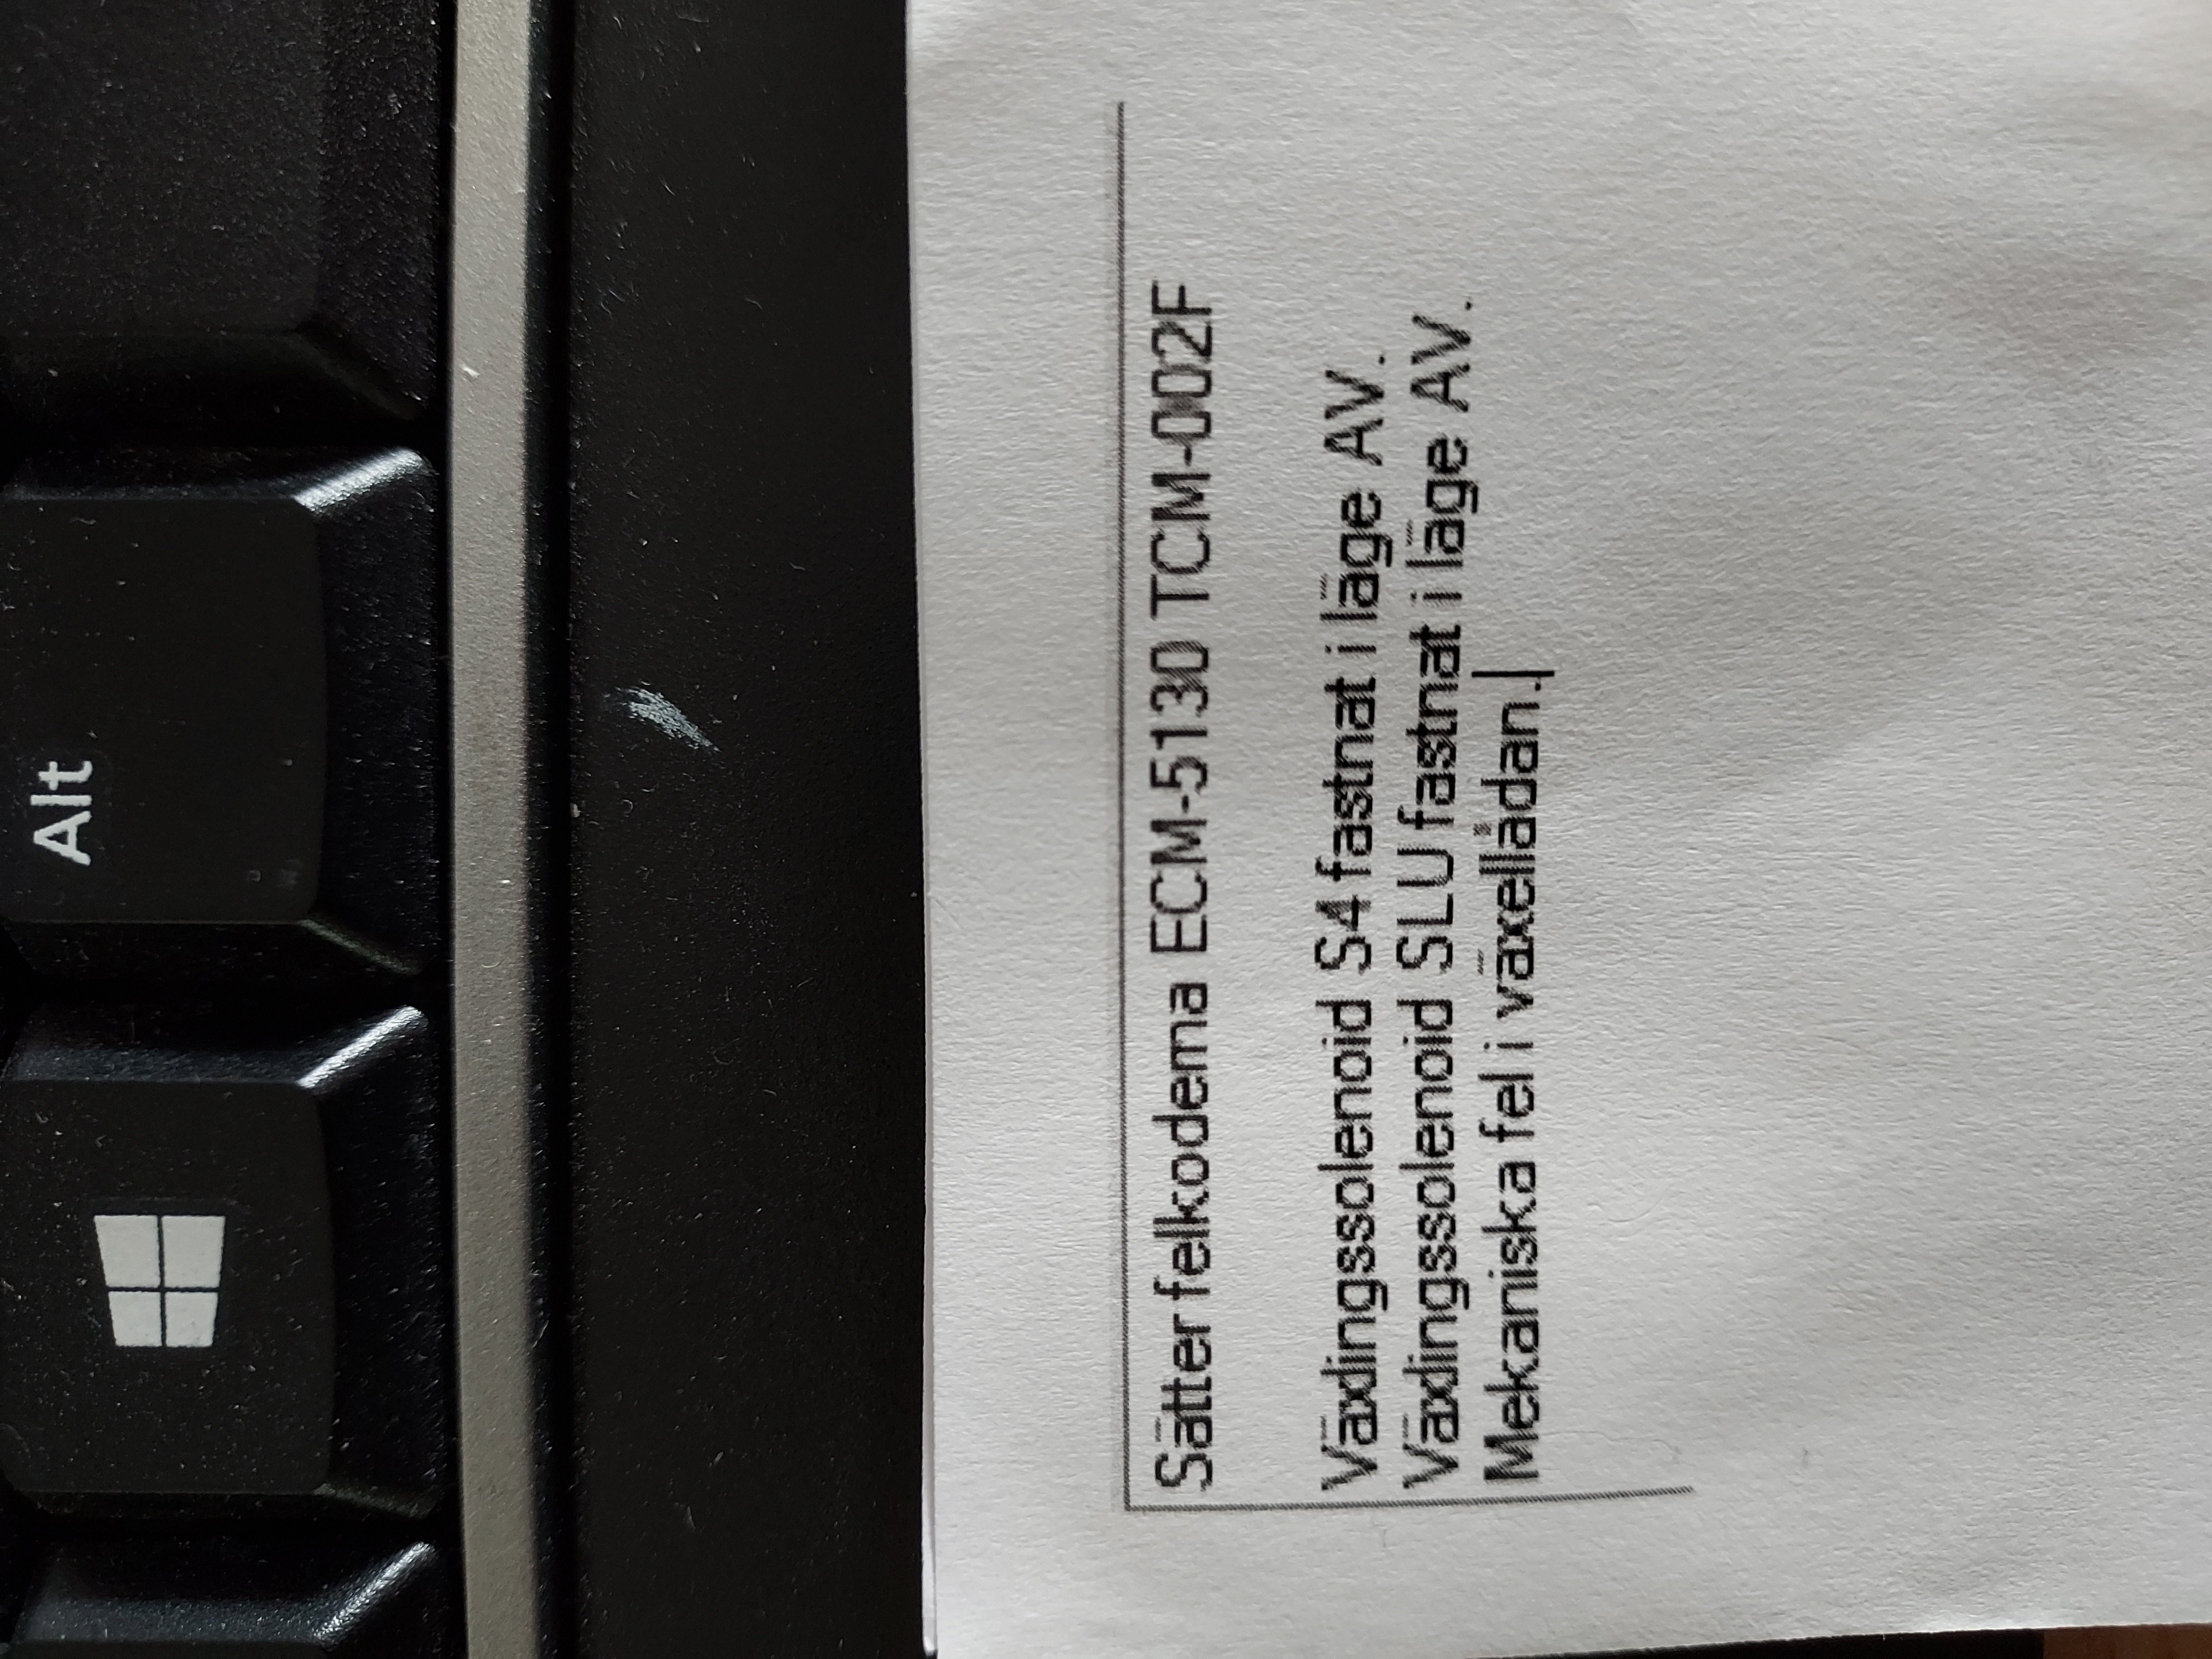 Alt
Sätter felkoderna ECM-5130 TCM-002F
Växlingssolenoid S4 fastnat i läge AV.
Växlingssolenoid SLU fastnat i läge AV.
Mekaniska fel i växellådan.